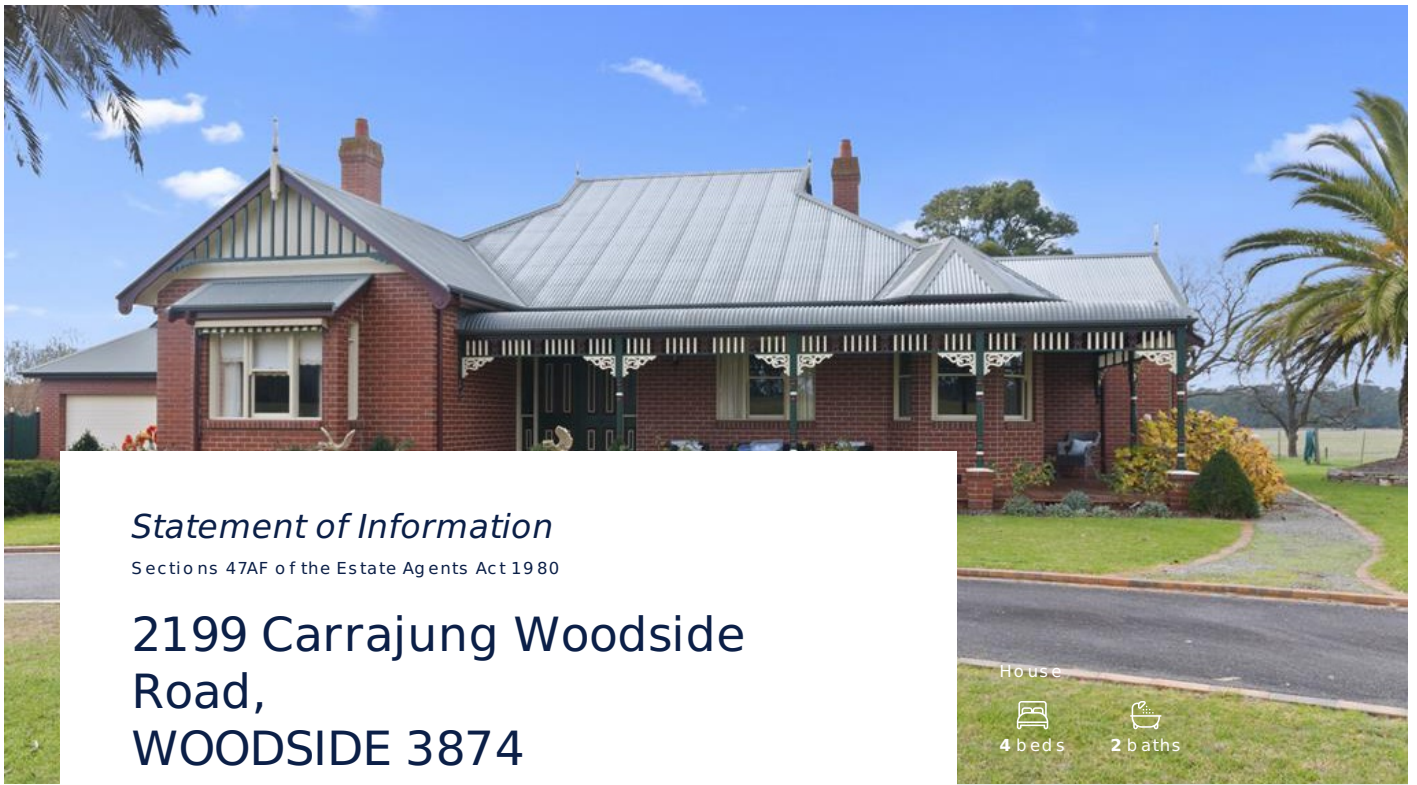 Statement of Information
Sections 47AF of the Estate Agents Act 1980
2199 Carrajung Woodside
Road,
WOODSIDE 3874
House
4 beds 2 baths